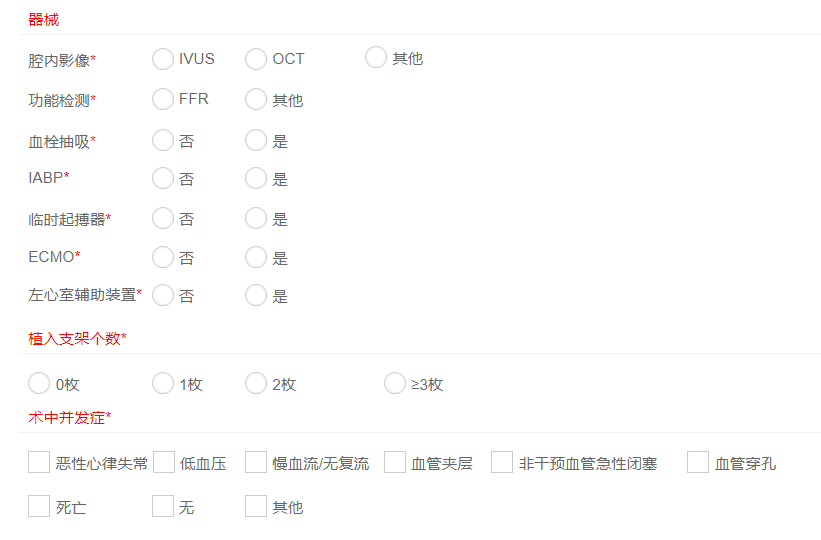 器械
腔内影像* IVUS OCT 其他
功能检测* FFR 其他
血栓抽吸* 否 是
IABP* 否 是
临时起搏器* 否 是
ECMO* 否 是
左心室辅助装置* 否 是
植入支架个数*
0枚 1枚 2枚 ≥3枚
术中并发症*
恶性心律失常 低血压 慢血流/无复流 血管夹层 非干预血管急性闭塞 血管穿孔
死亡 无 其他